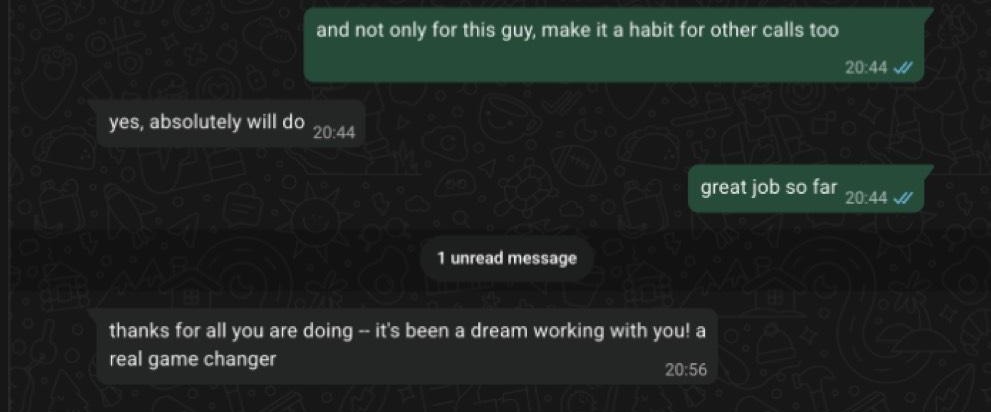 and not only for this guy, make it a habit for other calls too
20:44
yes, absolutely will do 20:44
great job so far 20:44
1 unread message
thanks for all you are doing -- it's been a dream working with you! a
real game changer
20:56